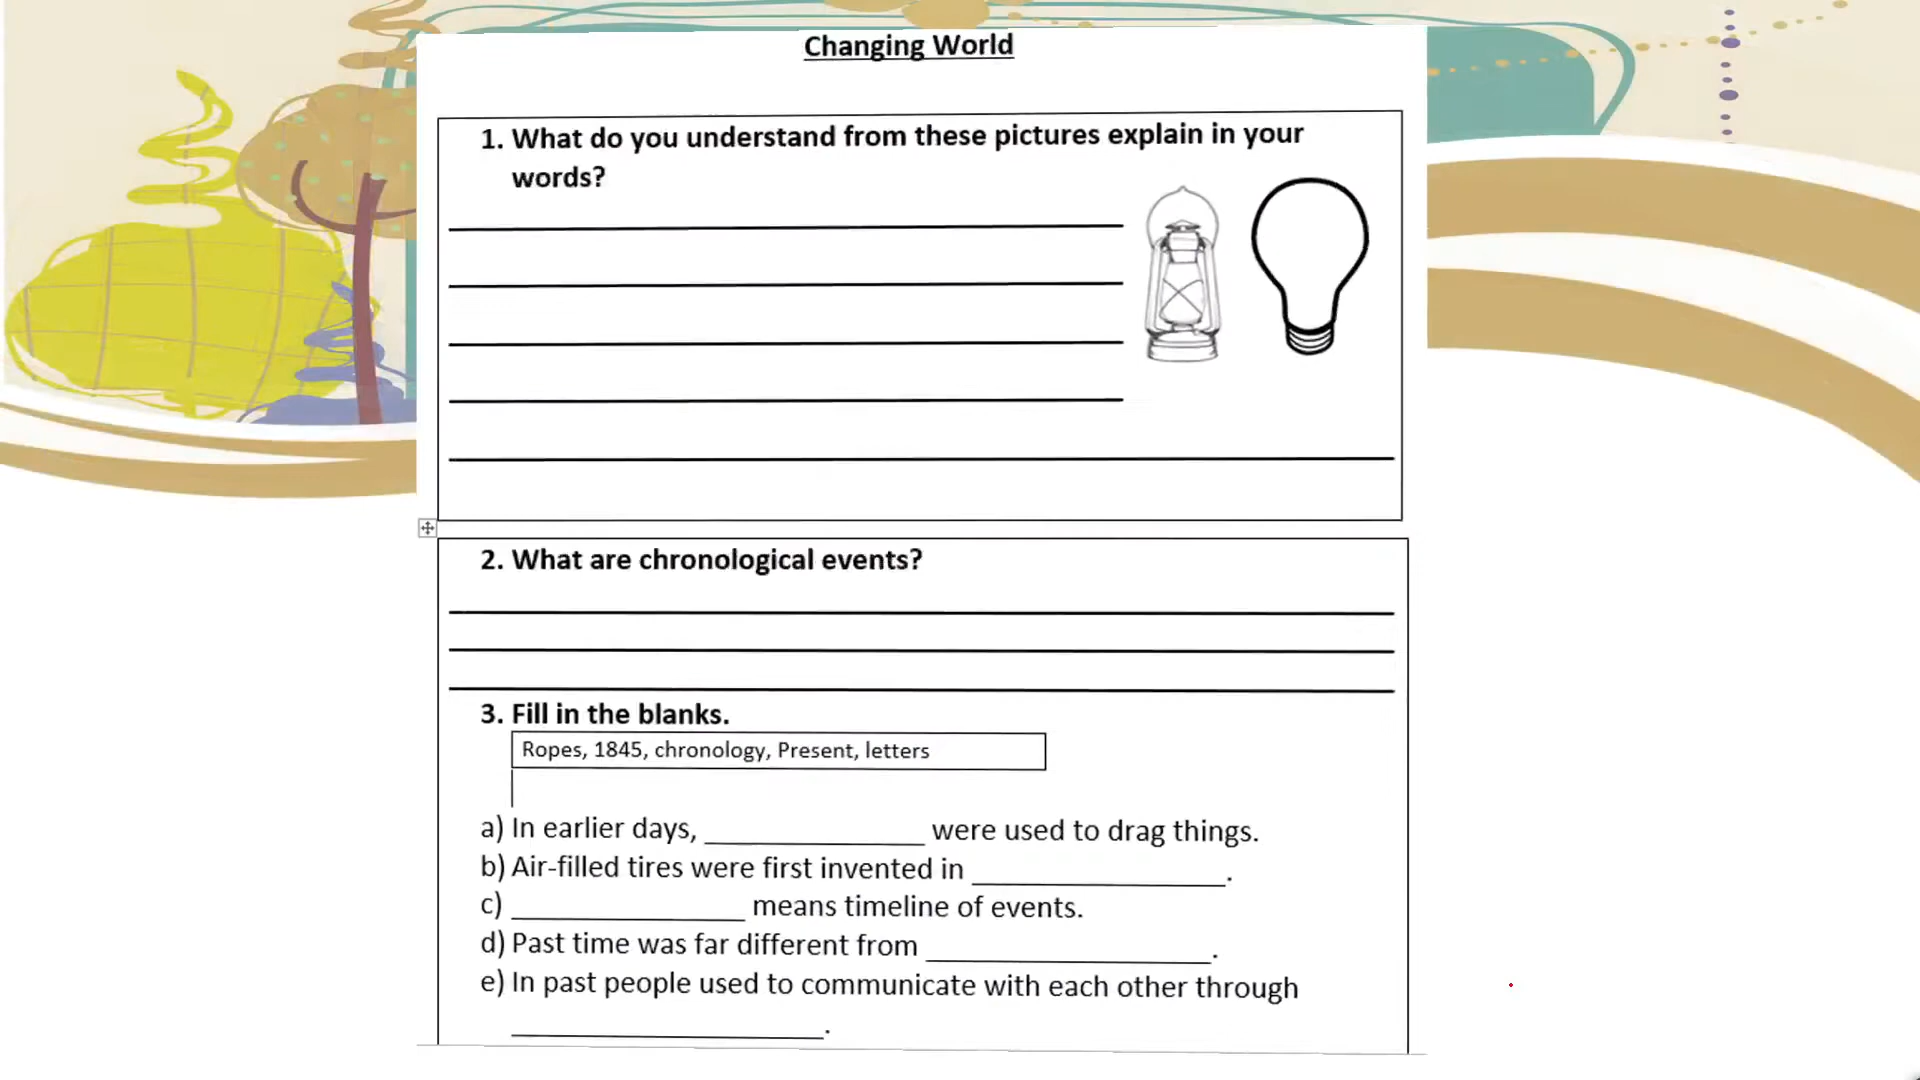 Changing World
1. What do you understand from these pictures explain in your
words?
2. What are chronological events?
3. Fill in the blanks.
Ropes, 1845, chronology, Present, letters
a) In earlier days, ______________ were used to drag things.
b) Air-filled tires were first invented in ________________.
c) _______________ means timeline of events.
d) Past time was far different from __________________.
e) In past people used to communicate with each other through
____________________.